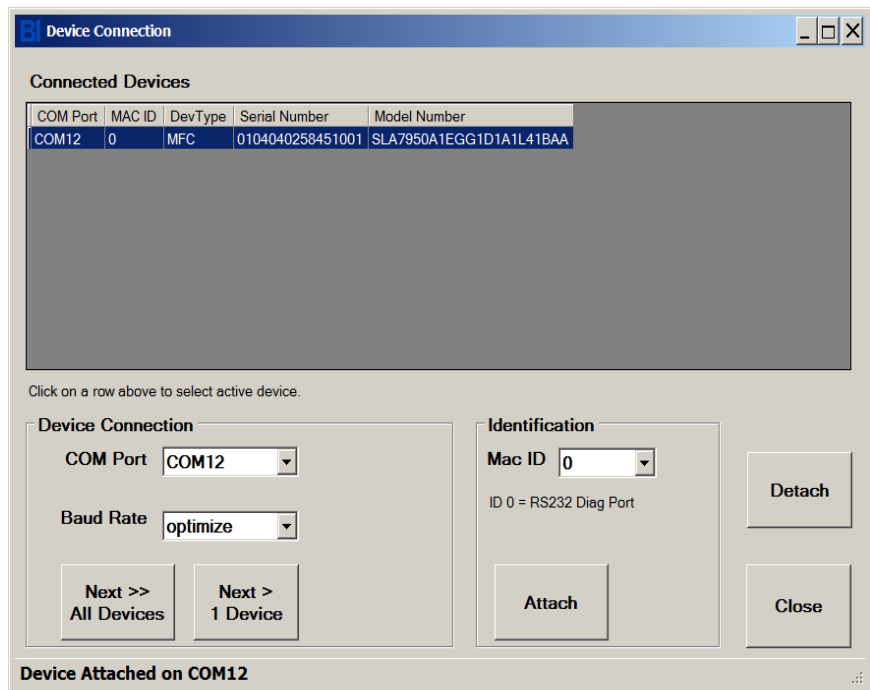 BI Device Connection
Connected Devices
COM Port MAC ID DevType Serial Number Model Number
COM12 0 MFC 0104040258451001 SLA7950A1EGG1D1A1L41BAA
Click on a row above to select active device.
Device Connection
COM Port COM12
Baud Rate optimize
Next >>
All Devices
Next >
1 Device
Identification
Mac ID 0
ID 0 = RS232 Diag Port
Attach
Detach
Close
Device Attached on COM12